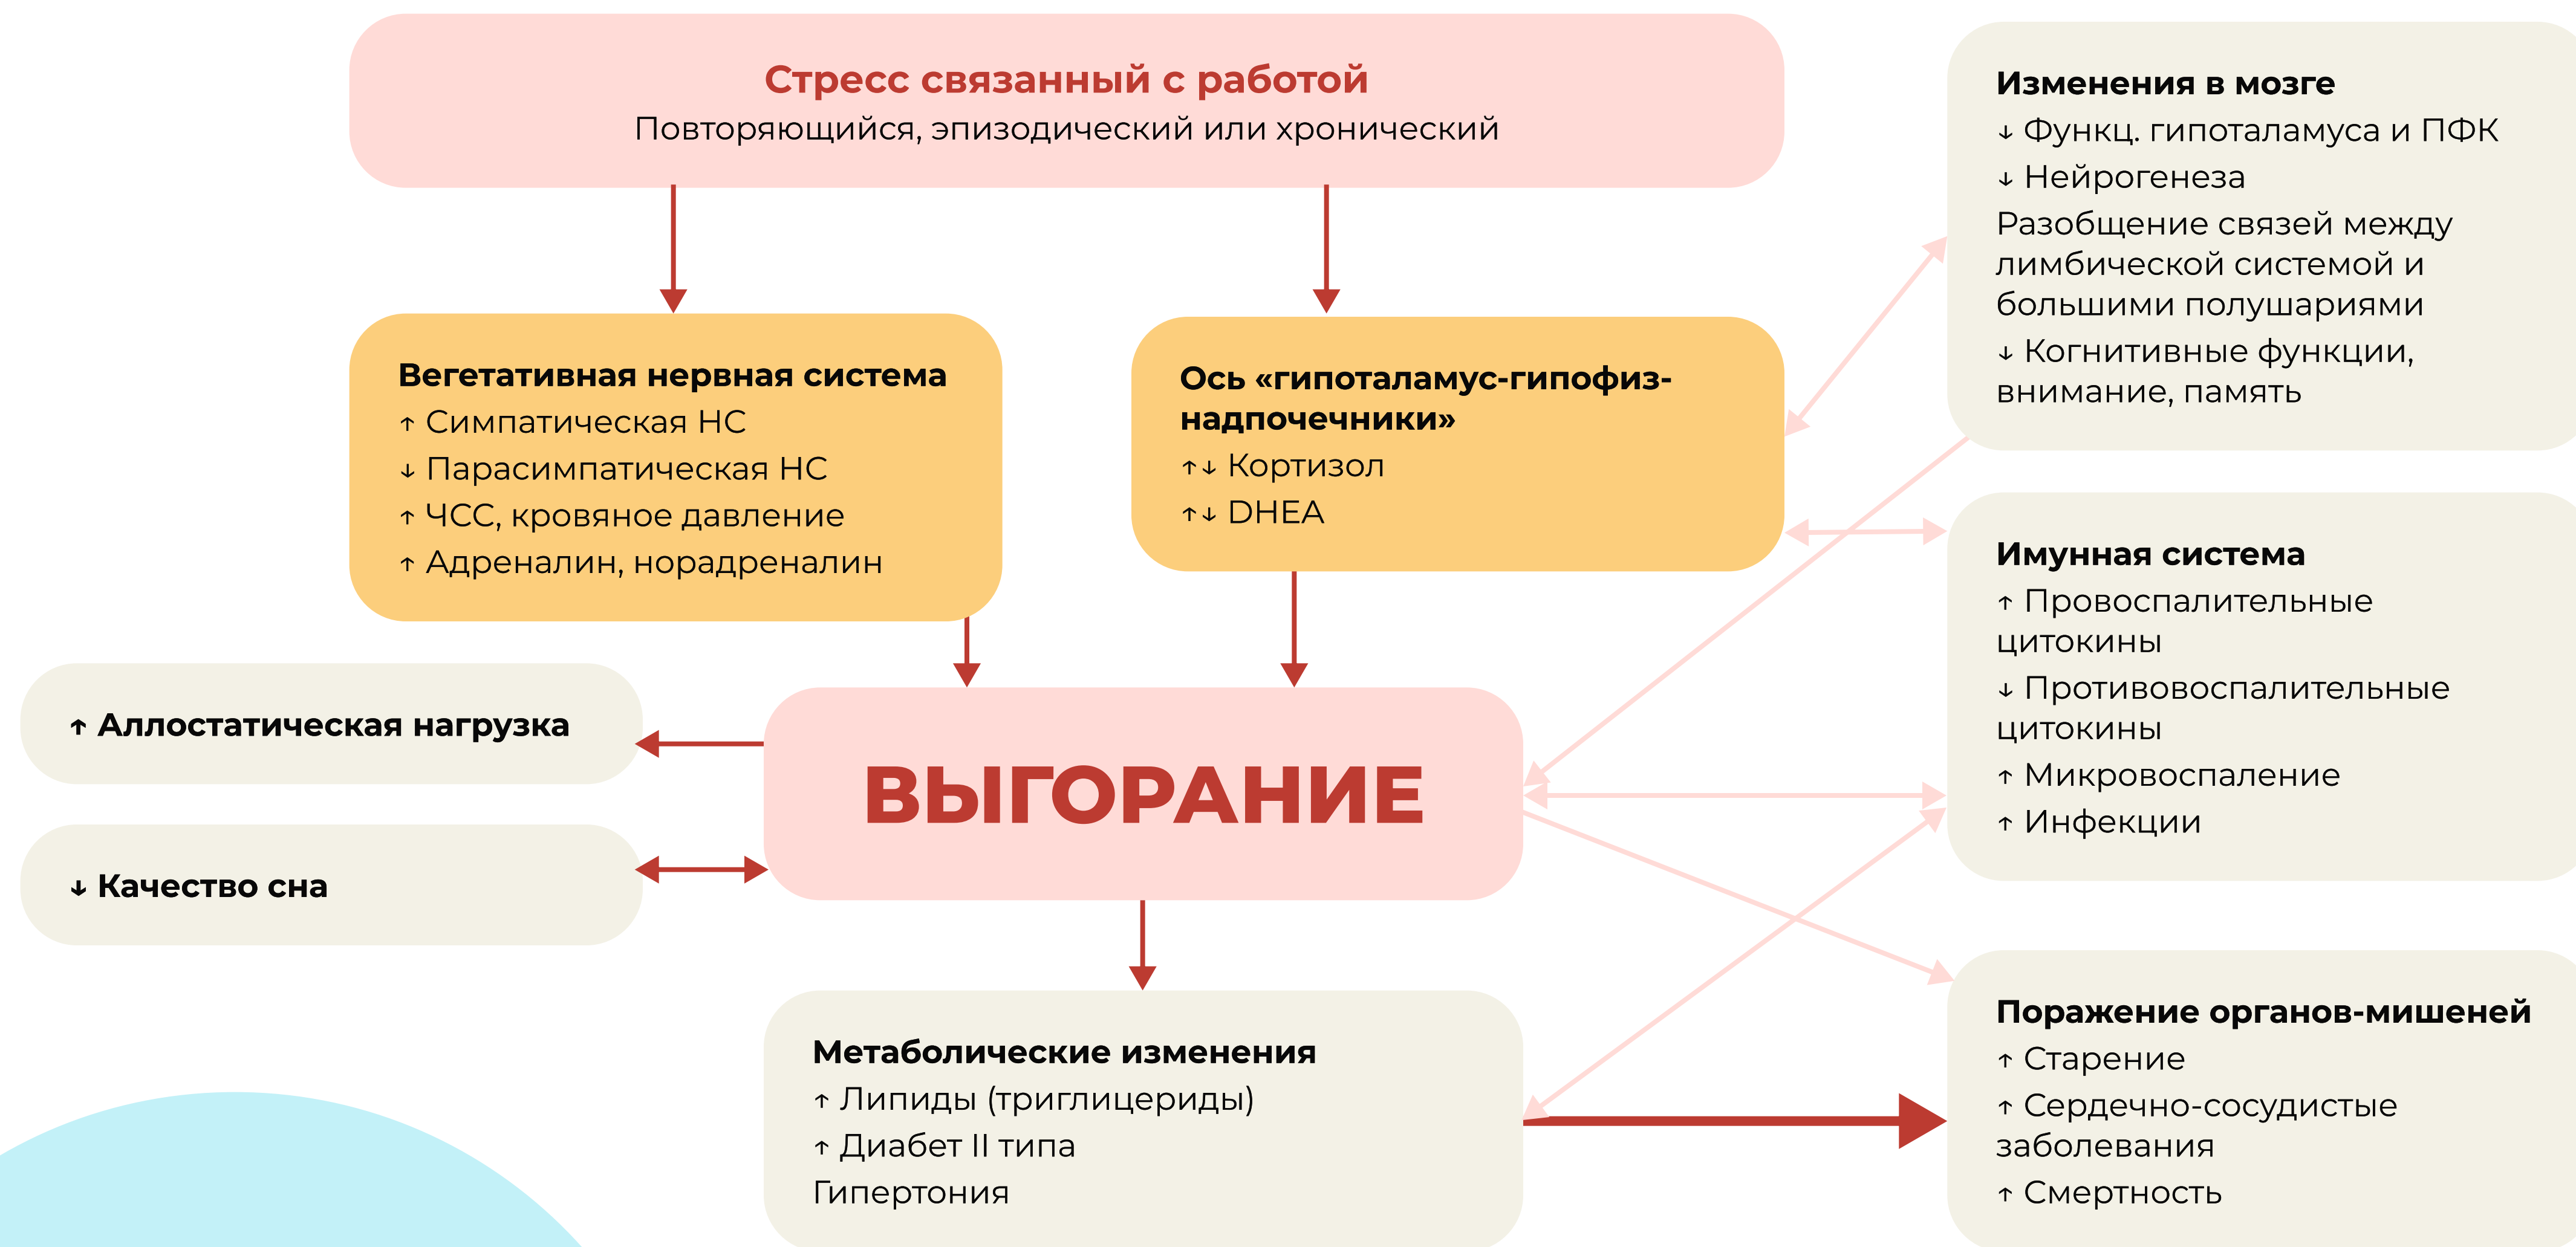 Стресс связанный с работой
Повторяющийся, эпизодический или хронический
Вегетативная нервная система
↑ Симпатическая НС
↓ Парасимпатическая НС
↑ ЧСС, кровяное давление
↑ Адреналин, норадреналин
Ось «гипоталамус-гипофиз-
надпочечники»
↑↓ Кортизол
↑↓ DHEA
Изменения в мозге
↓ Функц. гипоталамуса и ПФК
↓ Нейрогенеза
Разобщение связей между
лимбической системой и
большими полушариями
↓ Когнитивные функции,
внимание, память
Имунная система
↑ Провоспалительные
цитокины
↓ Противовоспалительные
цитокины
↑ Микровоспаление
↑ Инфекции
↑ Аллостатическая нагрузка
↓ Качество сна
ВЫГОРАНИЕ
Метаболические изменения
↑ Липиды (триглицериды)
↑ Диабет II типа
Гипертония
Поражение органов-мишеней
↑ Старение
↑ Сердечно-сосудистые
заболевания
↑ Смертность